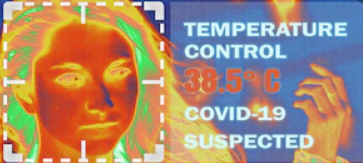 TEMPERATURE
CONTROL
38.5° C
COVID-19
SUSPECTED